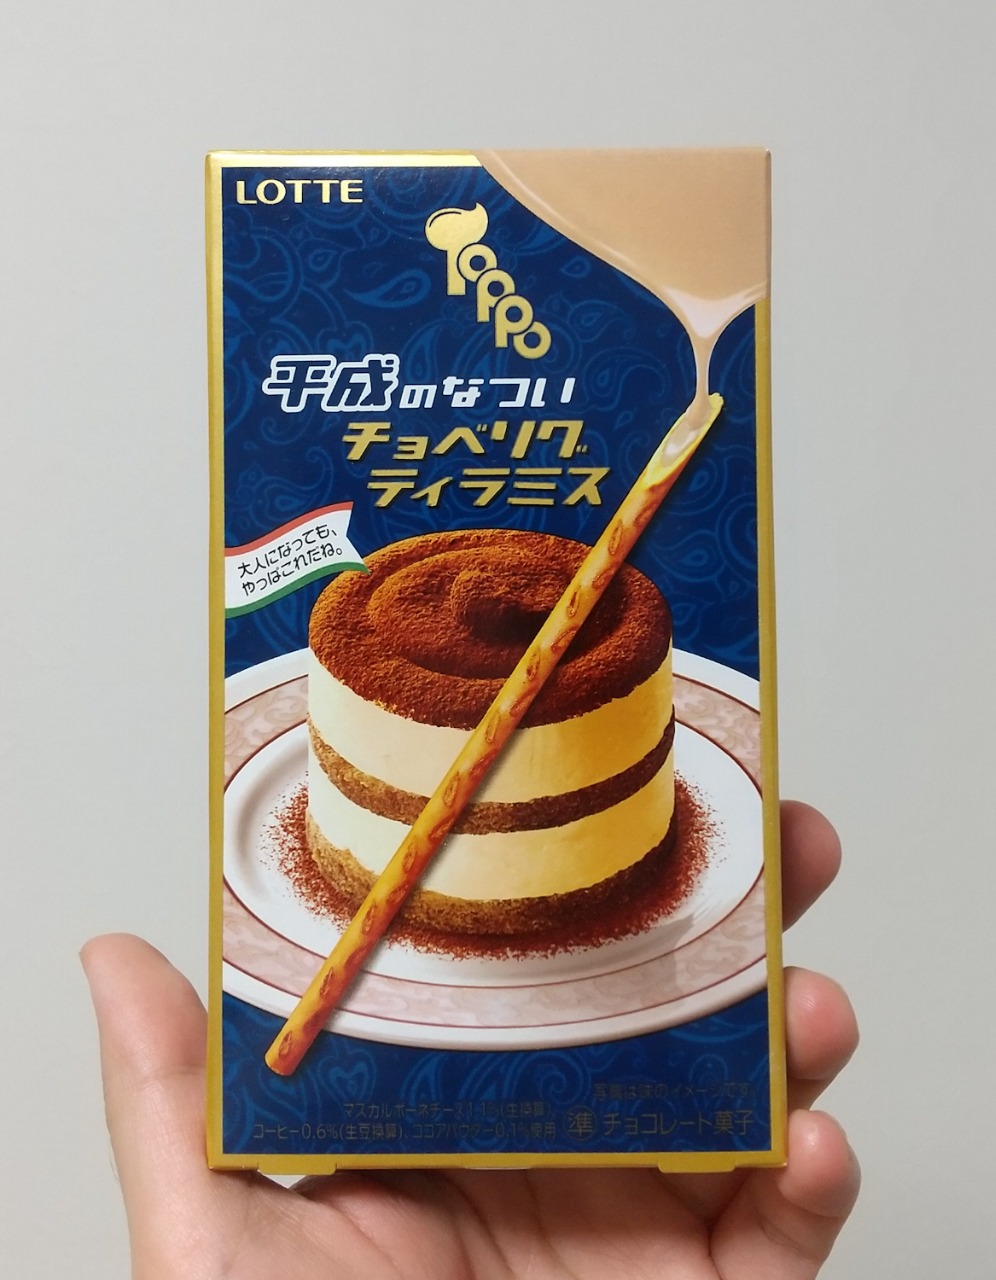 LOTTE
Toppo
平成のなつい
チョベリグ
ティラミス
大人になっても、
やっぱこれだね。
写真は味のイメージです
マスカルポーネチーズ1.1%(生換算)、
コーヒー0.6%(生豆換算)、ココアパウダー0.1%使用
準チョコレート菓子